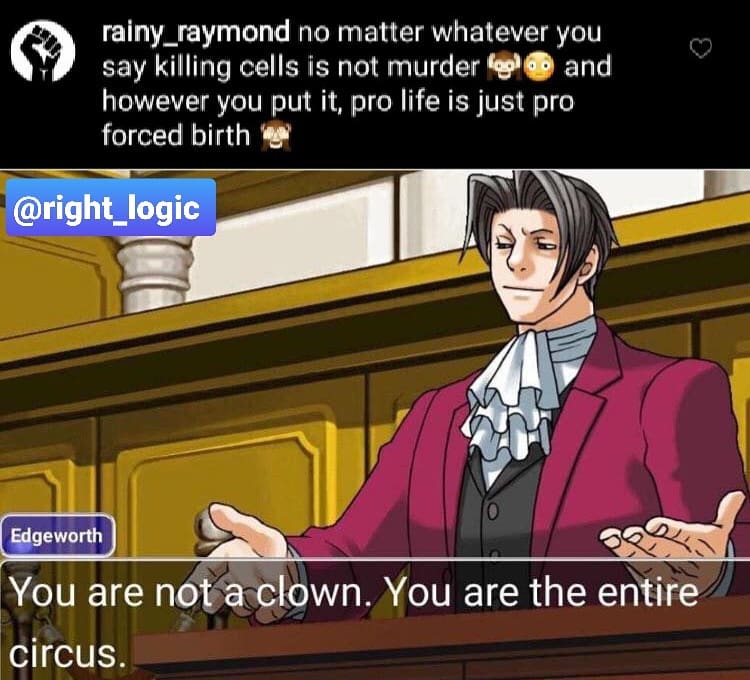 rainy_raymond no matter whatever you
say killing cells is not murder 🙈😳 and
however you put it, pro life is just pro
forced birth 🙈
@right_logic
Edgeworth
You are not a clown. You are the entire
circus.